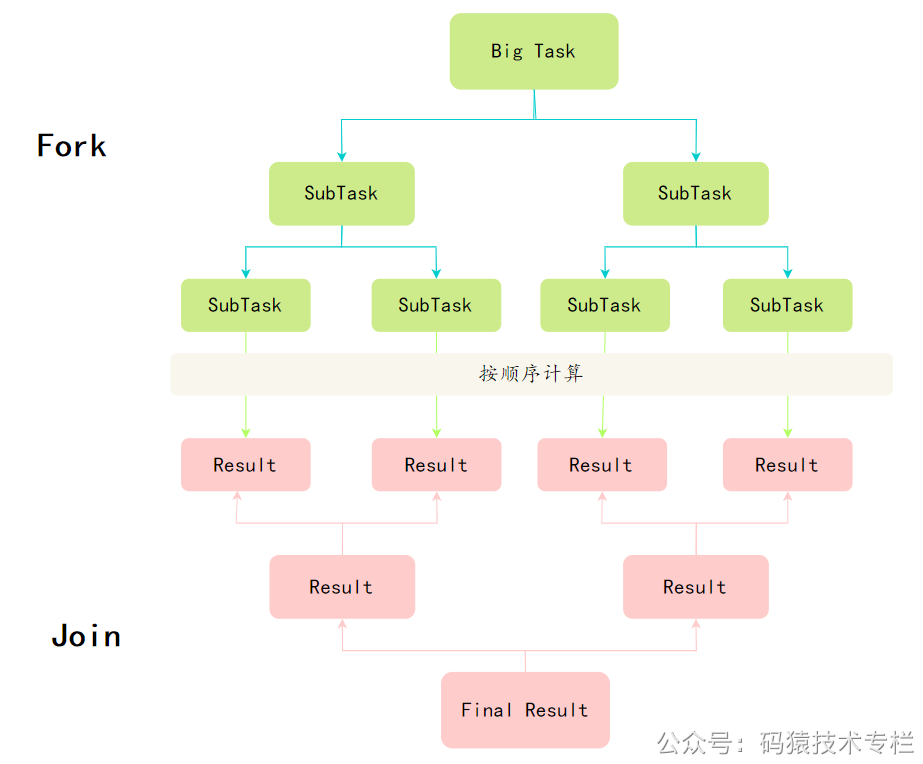 Big Task
Fork
SubTask
SubTask
SubTask
SubTask
SubTask
SubTask
按顺序计算
Result
Result
Result
Result
Result
Result
Join
Final Result
公众号：码猿技术专栏